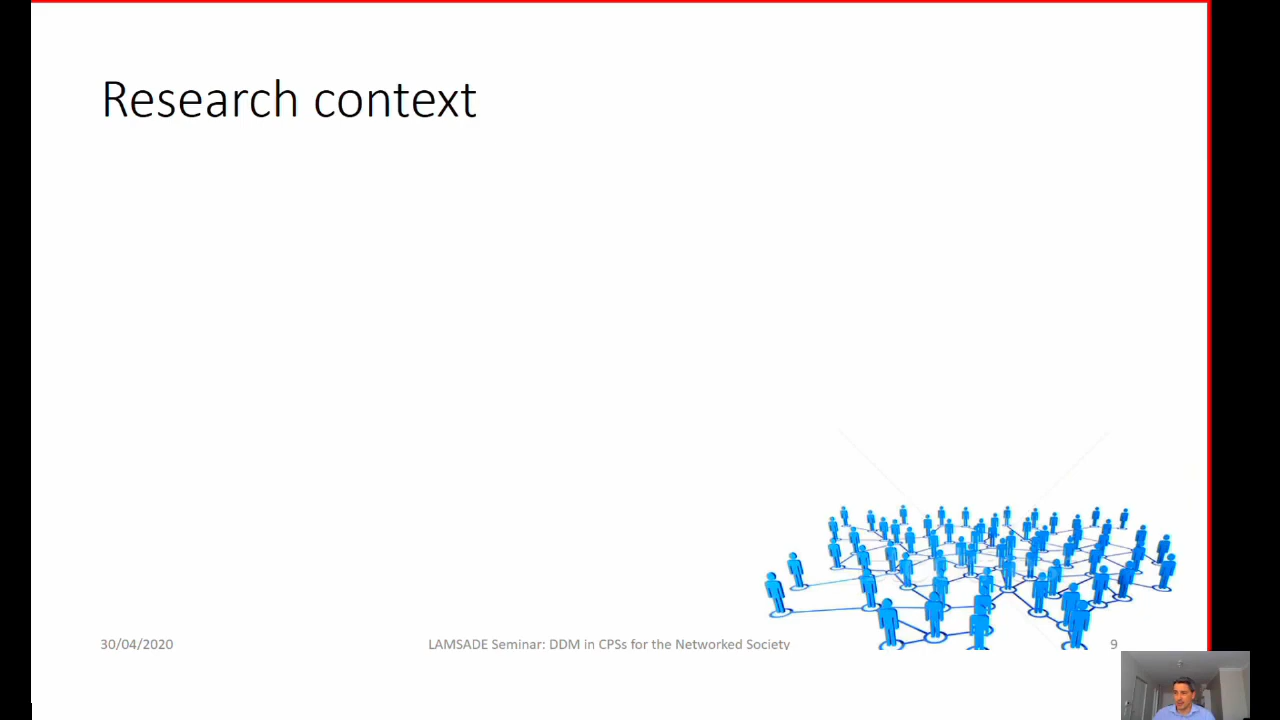 Research context
30/04/2020
LAMSADE Seminar: DDM in CPSs for the Networked Society
9